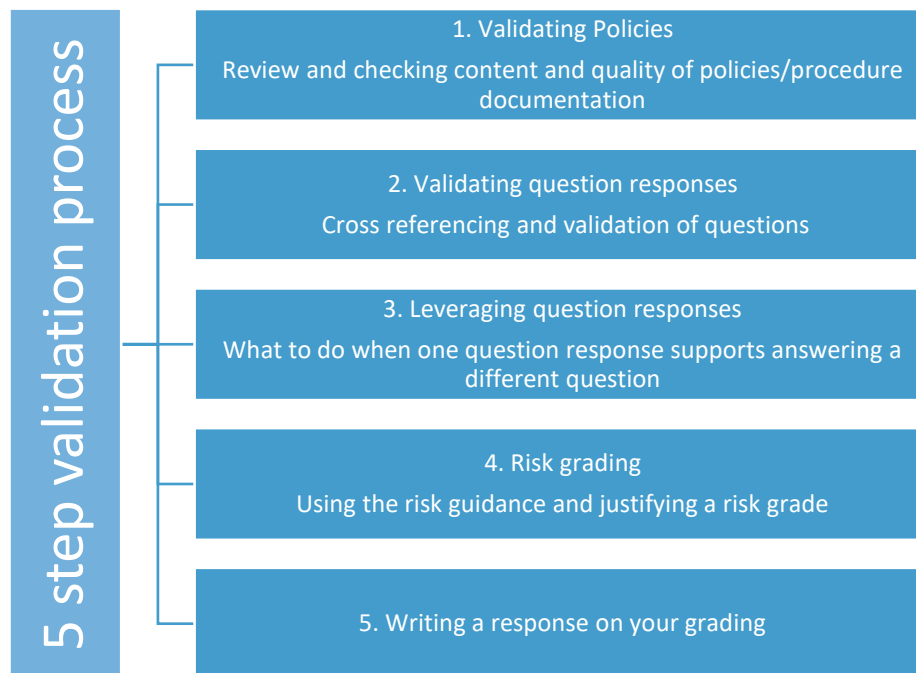 5 step validation process
1. Validating Policies
Review and checking content and quality of policies/procedure
documentation
2. Validating question responses
Cross referencing and validation of questions
3. Leveraging question responses
What to do when one question response supports answering a
different question
4. Risk grading
Using the risk guidance and justifying a risk grade
5. Writing a response on your grading